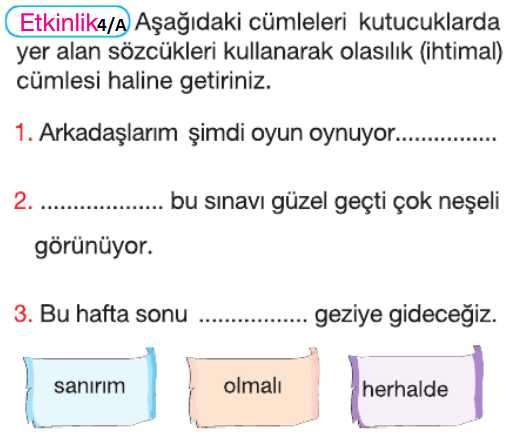 Etkinlik4/A Aşağıdaki cümleleri kutucuklarda
yer alan sözcükleri kullanarak olasılık (ihtimal)
cümlesi haline getiriniz.
1. Arkadaşlarım şimdi oyun oynuyor................
2. ................... bu sınavı güzel geçti çok neşeli
görünüyor.
3. Bu hafta sonu ................. geziye gideceğiz.
sanırım olmalı herhalde